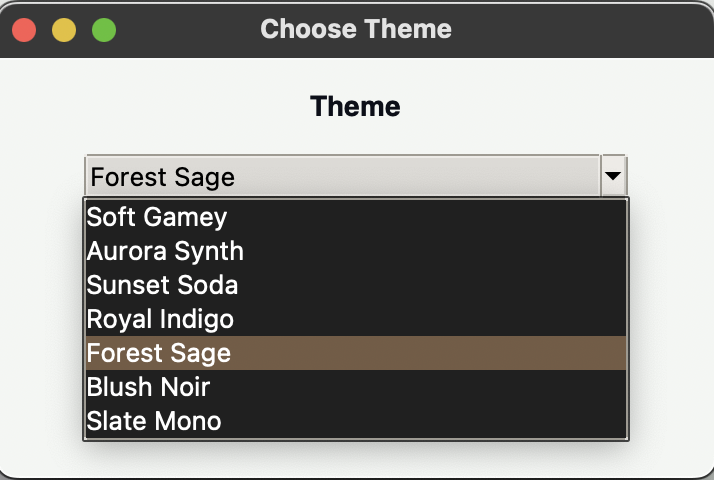 Choose Theme
Theme
Forest Sage
Soft Gamey
Aurora Synth
Sunset Soda
Royal Indigo
Forest Sage
Blush Noir
Slate Mono